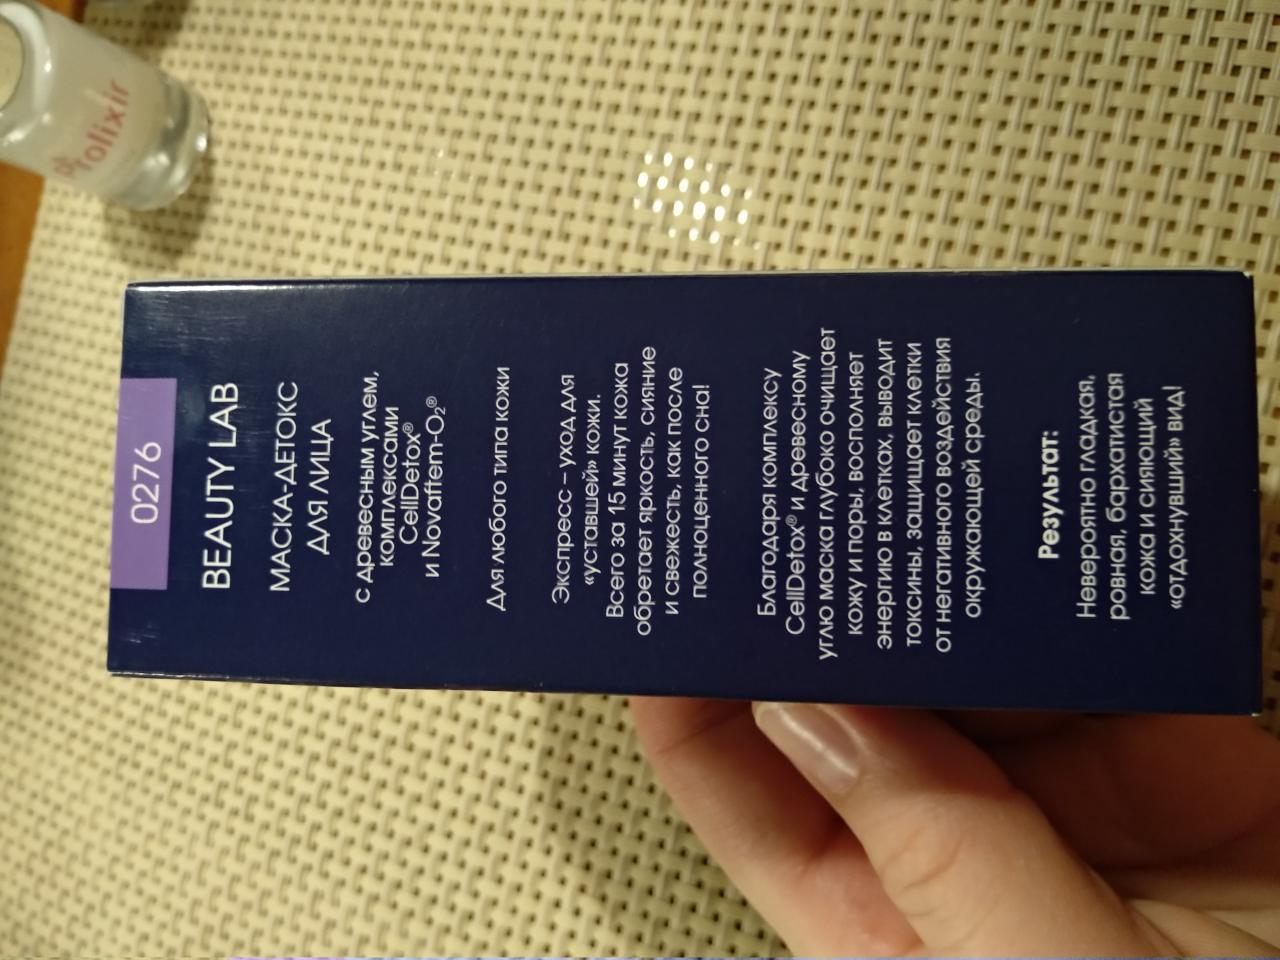 0276
BEAUTY LAB
МАСКА-ДЕТОКС
ДЛЯ ЛИЦА
с древесным углем,
комплексами
CellDetox®
и Novaftem-O₂®
Для любого типа кожи
Экспресс – уход для
«уставшей» кожи.
Всего за 15 минут кожа
обретает яркость, сияние
и свежесть, как после
полноценного сна!
Благодаря комплексу
CellDetox® и древесному
углю маска глубоко очищает
кожу и поры, восполняет
энергию в клетках, выводит
токсины, защищает клетки
от негативного воздействия
окружающей среды.
Результат:
Невероятно гладкая,
ровная, бархатистая
кожа и сияющий
«отдохнувший» вид!